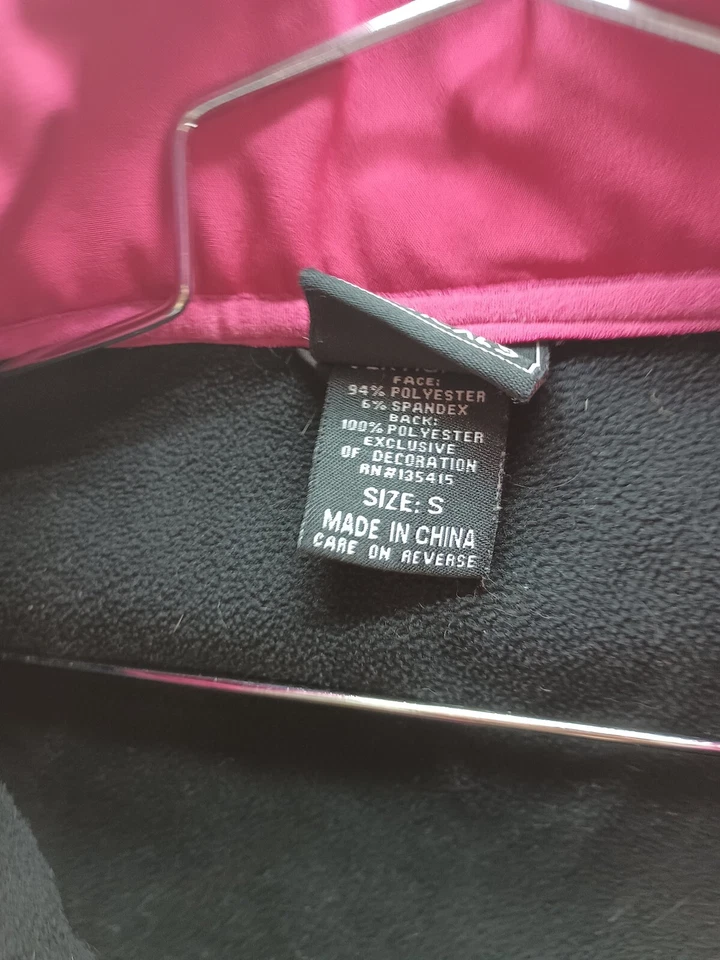 FACE:
94% POLYESTER
6% SPANDEX
BACK:
100% POLYESTER
EXCLUSIVE
OF DECORATION
RN#135415
SIZE: S
MADE IN CHINA
CARE ON REVERSE